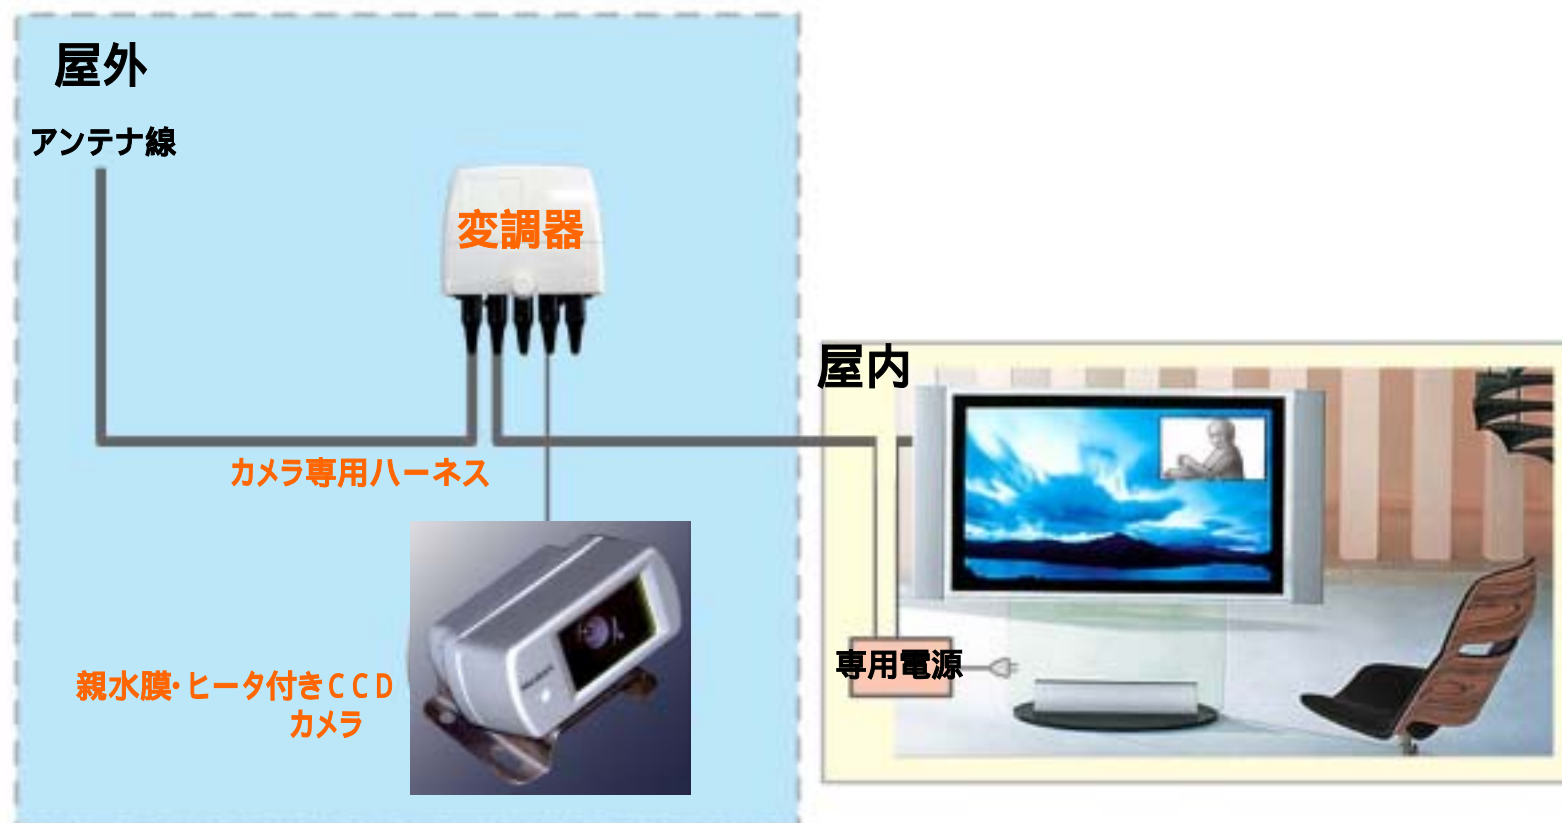 屋外
アンテナ線
変調器
屋内
カメラ専用ハーネス
専用電源
親水膜・ヒータ付きCCD
カメラ